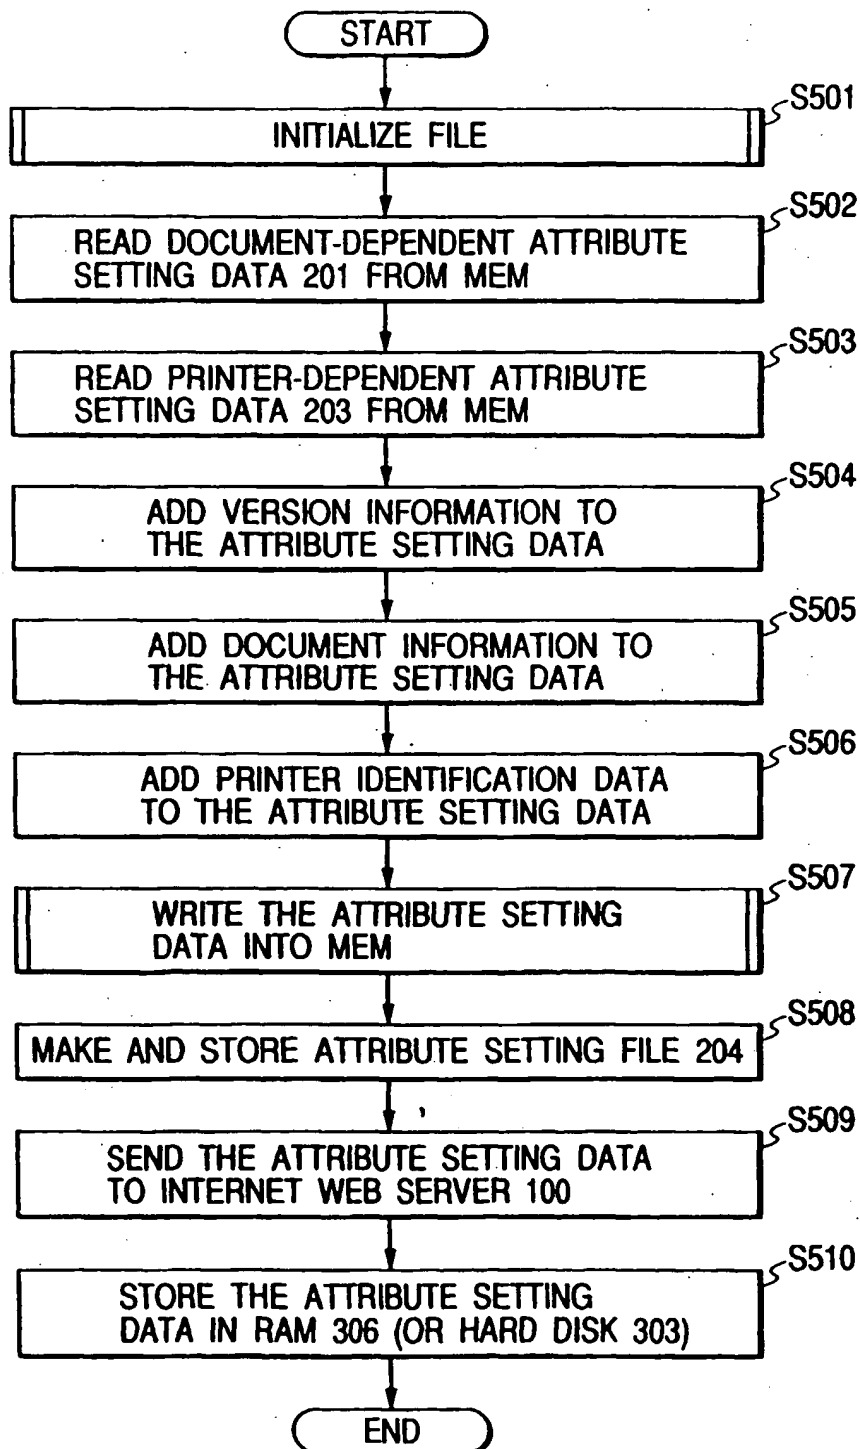 START
S501
INITIALIZE FILE
S502
READ DOCUMENT-DEPENDENT ATTRIBUTE
SETTING DATA 201 FROM MEM
S503
READ PRINTER-DEPENDENT ATTRIBUTE
SETTING DATA 203 FROM MEM
S504
ADD VERSION INFORMATION TO
THE ATTRIBUTE SETTING DATA
S505
ADD DOCUMENT INFORMATION TO
THE ATTRIBUTE SETTING DATA
S506
ADD PRINTER IDENTIFICATION DATA
TO THE ATTRIBUTE SETTING DATA
S507
WRITE THE ATTRIBUTE SETTING
DATA INTO MEM
S508
MAKE AND STORE ATTRIBUTE SETTING FILE 204
S509
SEND THE ATTRIBUTE SETTING DATA
TO INTERNET WEB SERVER 100
S510
STORE THE ATTRIBUTE SETTING
DATA IN RAM 306 (OR HARD DISK 303)
END